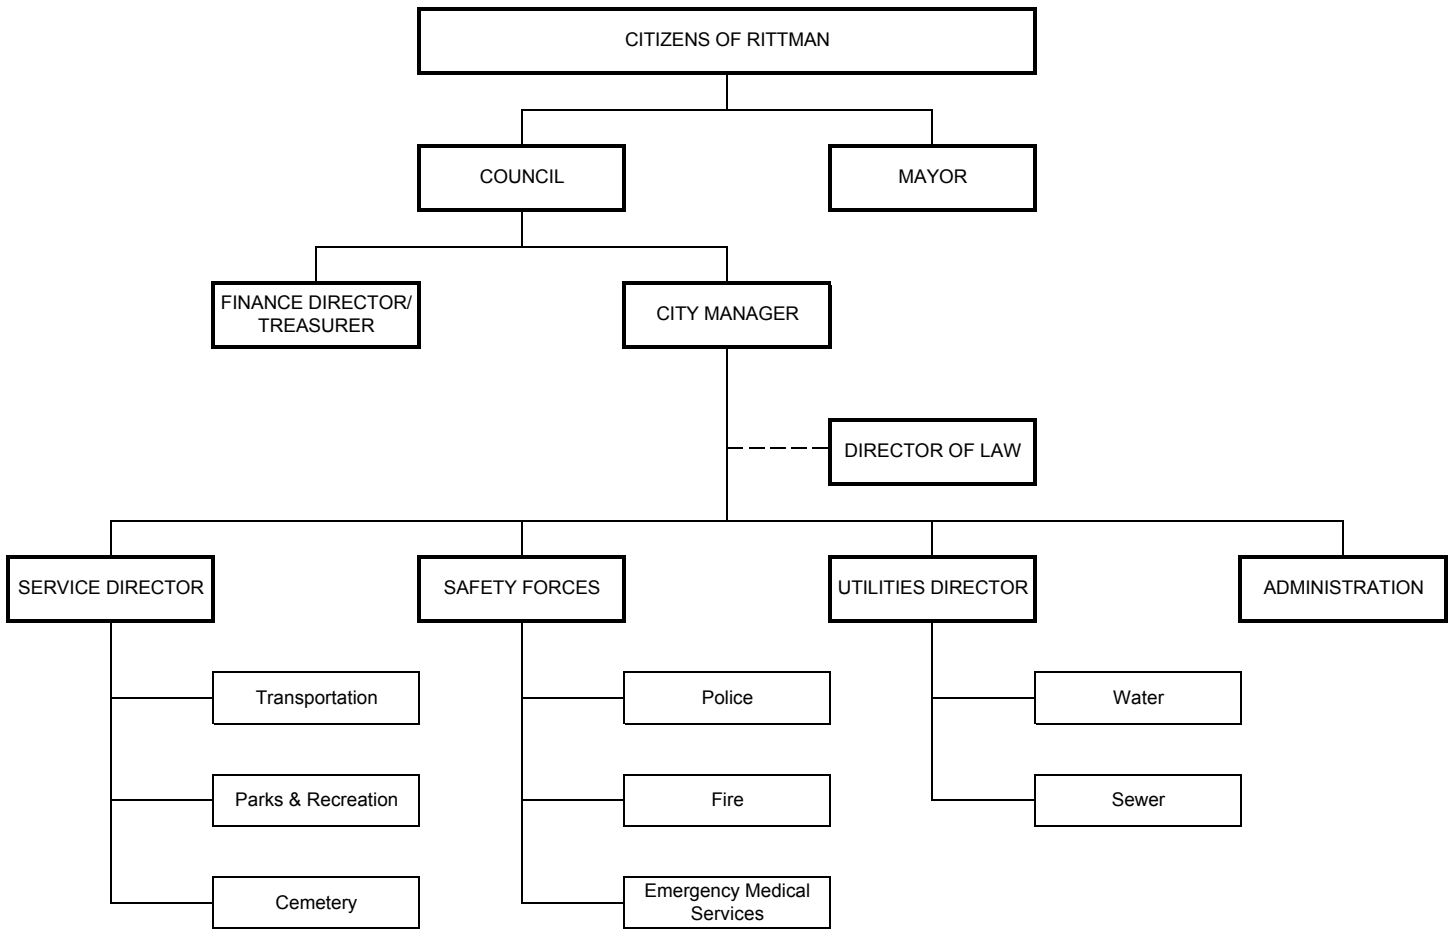 CITIZENS OF RITTMAN
COUNCIL
MAYOR
FINANCE DIRECTOR/
TREASURER
CITY MANAGER
DIRECTOR OF LAW
SERVICE DIRECTOR
SAFETY FORCES
UTILITIES DIRECTOR
ADMINISTRATION
Transportation
Police
Water
Parks & Recreation
Fire
Sewer
Cemetery
Emergency Medical
Services